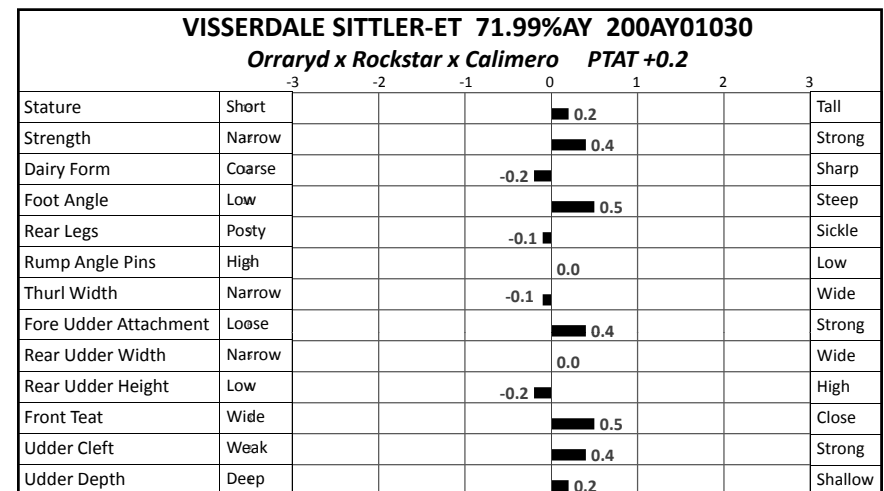 VISSERDALE SITTLER-ET 71.99%AY 200AY01030
Orraryd x Rockstar x Calimero PTAT +0.2
-3 -2 -1 0 1 2 3
Stature Short 0.2 Tall
Strength Narrow 0.4 Strong
Dairy Form Coarse -0.2 Sharp
Foot Angle Low 0.5 Steep
Rear Legs Posty -0.1 Sickle
Rump Angle Pins High 0.0 Low
Thurl Width Narrow -0.1 Wide
Fore Udder Attachment Loose 0.4 Strong
Rear Udder Width Narrow 0.0 Wide
Rear Udder Height Low -0.2 High
Front Teat Wide 0.5 Close
Udder Cleft Weak 0.4 Strong
Udder Depth Deep 0.2 Shallow